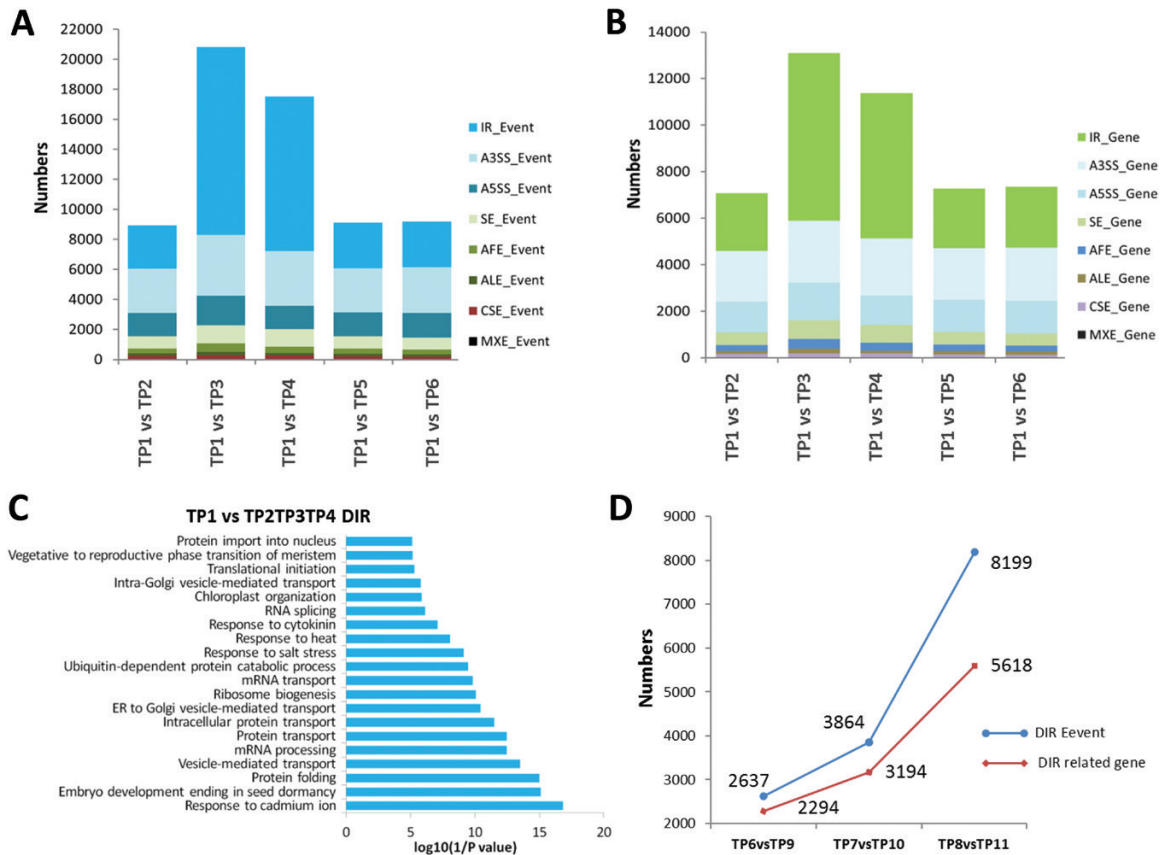 A
22000
20000
18000
16000
14000
12000
10000
8000
6000
4000
2000
0
Numbers
TP1 vs TP2
TP1 vs TP3
TP1 vs TP4
TP1 vs TP5
TP1 vs TP6
IR_Event
A3SS_Event
A5SS_Event
SE_Event
AFE_Event
ALE_Event
CSE_Event
MXE_Event
B
14000
12000
10000
8000
6000
4000
2000
0
Numbers
TP1 vs TP2
TP1 vs TP3
TP1 vs TP4
TP1 vs TP5
TP1 vs TP6
IR_Gene
A3SS_Gene
A5SS_Gene
SE_Gene
AFE_Gene
ALE_Gene
CSE_Gene
MXE_Gene
C
TP1 vs TP2TP3TP4 DIR
Protein import into nucleus
Vegetative to reproductive phase transition of meristem
Translational initiation
Intra-Golgi vesicle-mediated transport
Chloroplast organization
RNA splicing
Response to cytokinin
Response to heat
Response to salt stress
Ubiquitin-dependent protein catabolic process
mRNA transport
Ribosome biogenesis
ER to Golgi vesicle-mediated transport
Intracellular protein transport
Protein transport
mRNA processing
Vesicle-mediated transport
Protein folding
Embryo development ending in seed dormancy
Response to cadmium ion
0 5 10 15 20
log10(1/P value)
D
9000
8000
7000
6000
5000
4000
3000
2000
Numbers
8199
5618
3864
3194
2637
2294
DIR Eevent
DIR related gene
TP6vsTP9 TP7vsTP10 TP8vsTP11